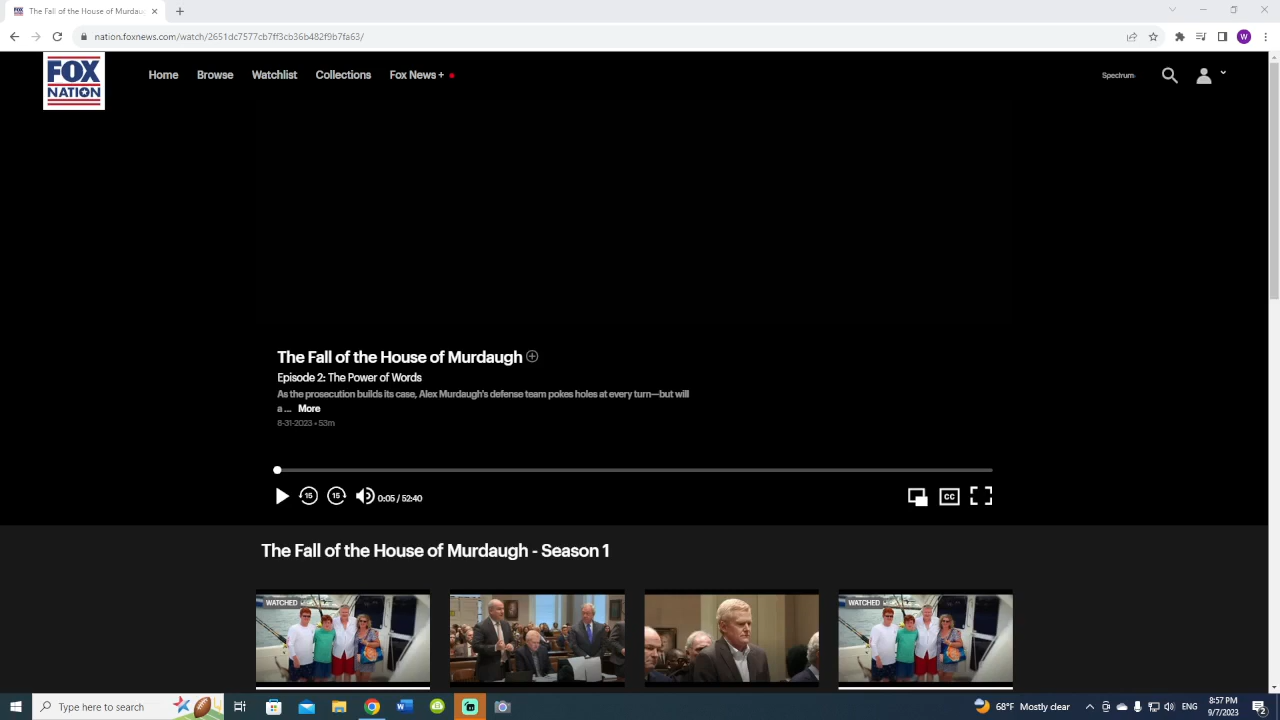 The Fall of the House of Murdau
nation.foxnews.com/watch/2651dc7577cb7ff3cb36b482f9b7fa63/
W
FOX
NATION
Home
Browse
Watchlist
Collections
Fox News +
Spectrum
The Fall of the House of Murdaugh
Episode 2: The Power of Words
As the prosecution builds its case, Alex Murdaugh's defense team pokes holes at every turn—but will
a ... More
8-31-2023 • 53m
15
15
0:05 / 52:40
CC
The Fall of the House of Murdaugh - Season 1
WATCHED
WATCHED
Type here to search
68°F Mostly clear
8:57 PM
9/7/2023
2